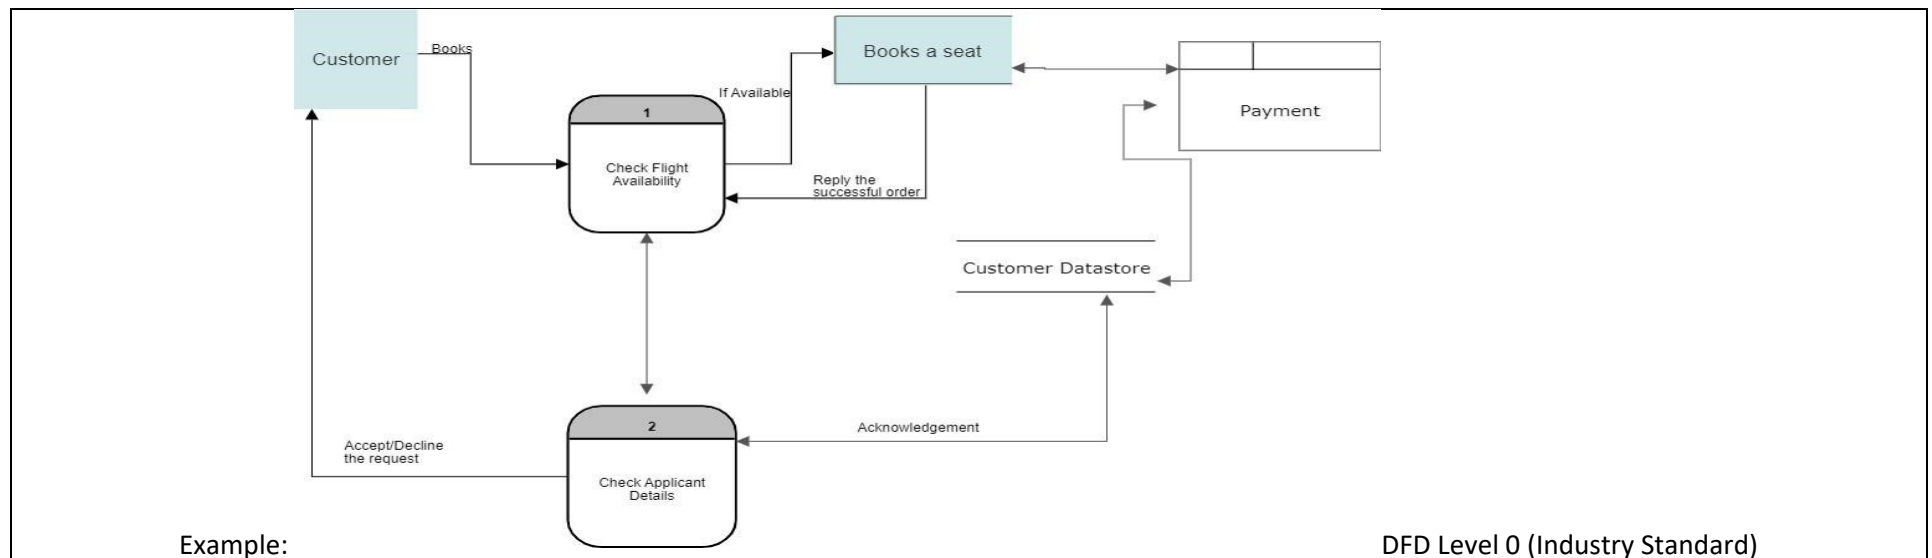 Customer
Books
Books a seat
If Available
1
Check Flight
Availability
Payment
Reply the
successful order
Customer Datastore
2
Acknowledgement
Accept/Decline
the request
Check Applicant
Details
Example:
DFD Level 0 (Industry Standard)